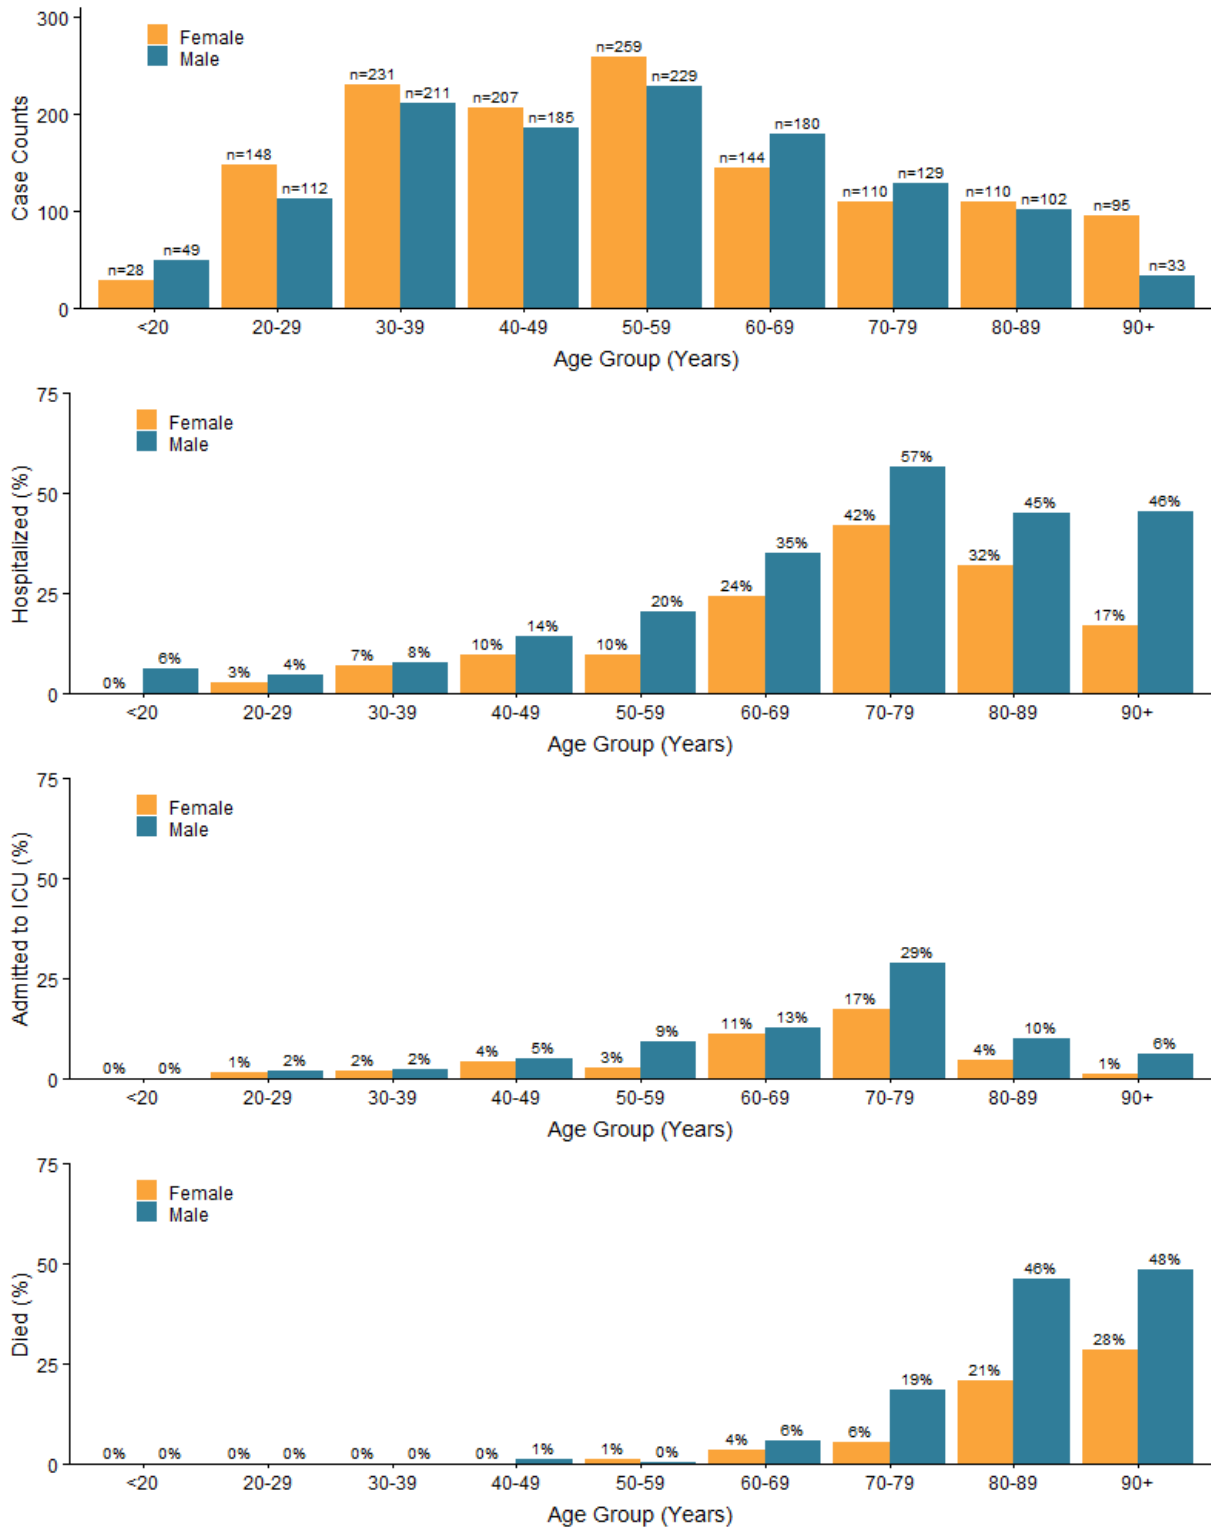 300
Female
Male
n=259
n=231
n=229
n=211
n=207
200
n=185
n=180
n=148
n=144
n=129
n=112
n=110
n=110
n=102
100
n=95
n=49
n=28
n=33
0
Case Counts
<20 20-29 30-39 40-49 50-59 60-69 70-79 80-89 90+
Age Group (Years)
75
Female
Male
50
25
0
Hospitalized (%)
0% 6% 3% 4% 7% 8% 10% 14% 10% 20% 24% 35% 42% 57% 32% 45% 17% 46%
<20 20-29 30-39 40-49 50-59 60-69 70-79 80-89 90+
Age Group (Years)
75
Female
Male
50
25
0
Admitted to ICU (%)
0% 0% 1% 2% 2% 2% 4% 5% 3% 9% 11% 13% 17% 29% 4% 10% 1% 6%
<20 20-29 30-39 40-49 50-59 60-69 70-79 80-89 90+
Age Group (Years)
75
Female
Male
50
25
0
Died (%)
0% 0% 0% 0% 0% 0% 0% 1% 1% 0% 4% 6% 6% 19% 21% 46% 28% 48%
<20 20-29 30-39 40-49 50-59 60-69 70-79 80-89 90+
Age Group (Years)